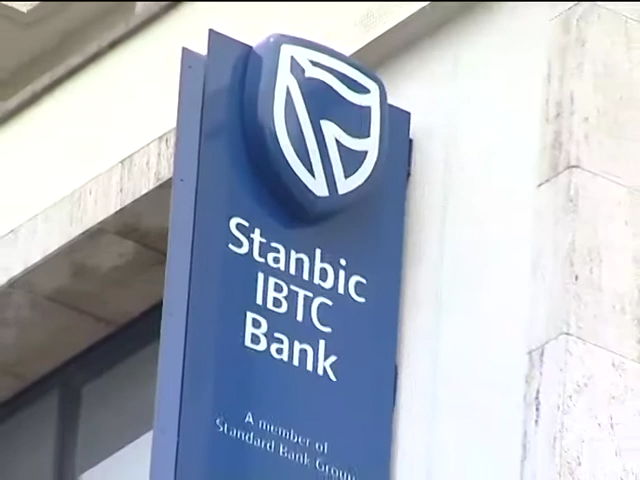 Stanbic
IBTC
Bank
A member of
Standard Bank Group